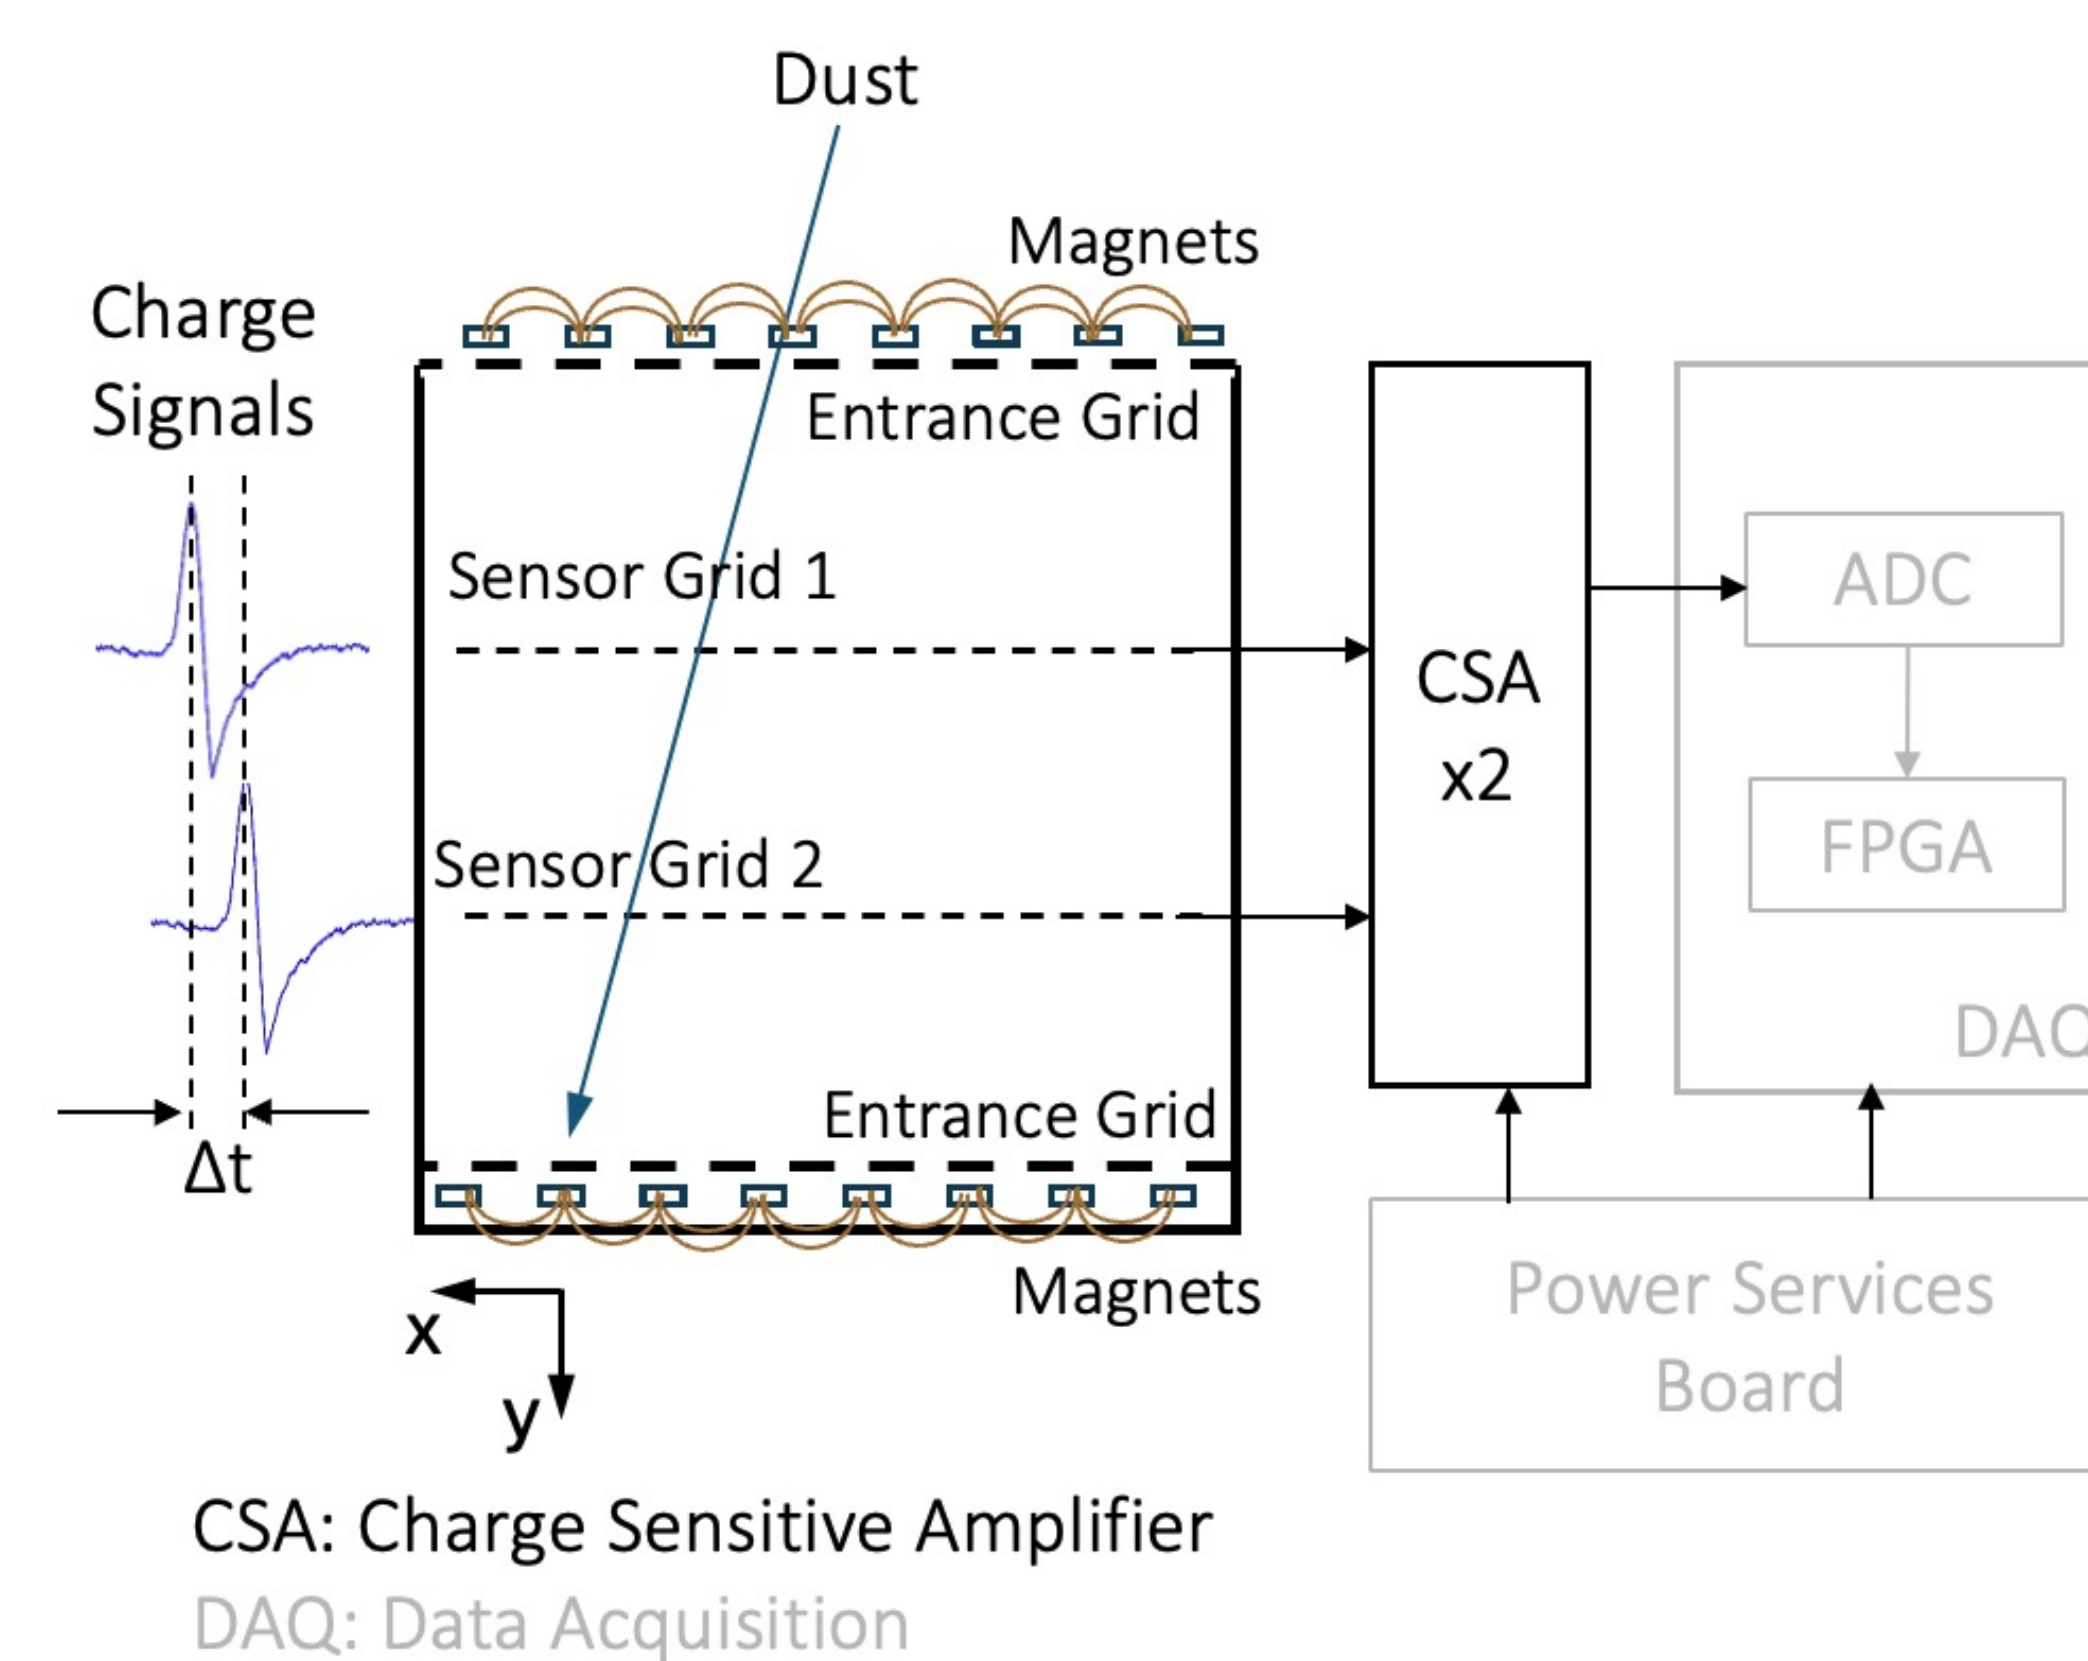 Dust
Magnets
Charge
Signals
Entrance Grid
Sensor Grid 1
ADC
CSA
x2
Sensor Grid 2
FPGA
DAQ
Entrance Grid
Δt
Magnets
x
y
Power Services
Board
CSA: Charge Sensitive Amplifier
DAQ: Data Acquisition